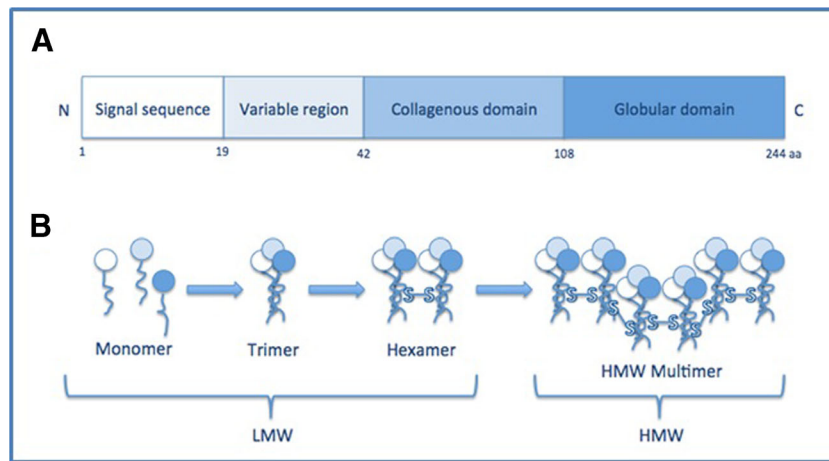 A
N Signal sequence Variable region Collagenous domain Globular domain C
1 19 42 108 244 aa
B
S-S S-S S S S-S S S S-S
Monomer Trimer Hexamer
HMW Multimer
LMW HMW